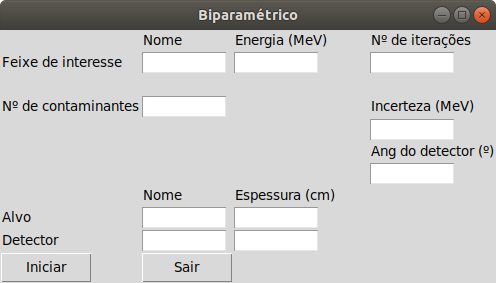 Biparamétrico
Nome Energia (MeV) Nº de iterações
Feixe de interesse
Nº de contaminantes Incerteza (MeV)
Ang do detector (º)
Nome Espessura (cm)
Alvo
Detector
Iniciar Sair